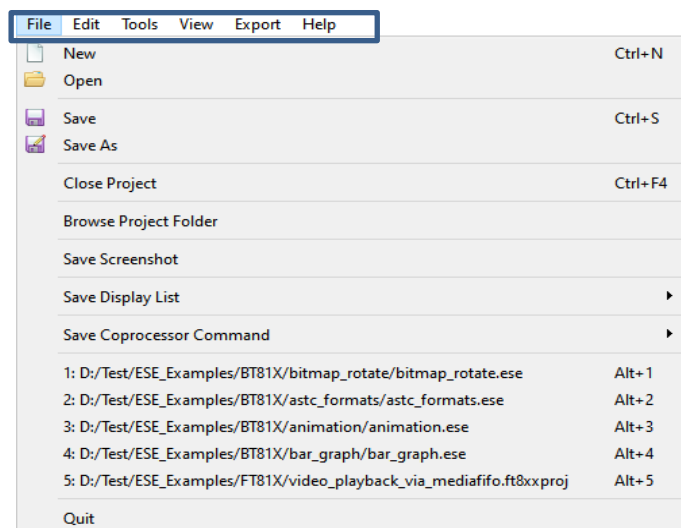 File Edit Tools View Export Help
New Ctrl+N
Open
Save Ctrl+S
Save As
Close Project Ctrl+F4
Browse Project Folder
Save Screenshot
Save Display List
Save Coprocessor Command
1: D:/Test/ESE_Examples/BT81X/bitmap_rotate/bitmap_rotate.ese Alt+1
2: D:/Test/ESE_Examples/BT81X/astc_formats/astc_formats.ese Alt+2
3: D:/Test/ESE_Examples/BT81X/animation/animation.ese Alt+3
4: D:/Test/ESE_Examples/BT81X/bar_graph/bar_graph.ese Alt+4
5: D:/Test/ESE_Examples/FT81X/video_playback_via_mediafifo.ft8xxproj Alt+5
Quit